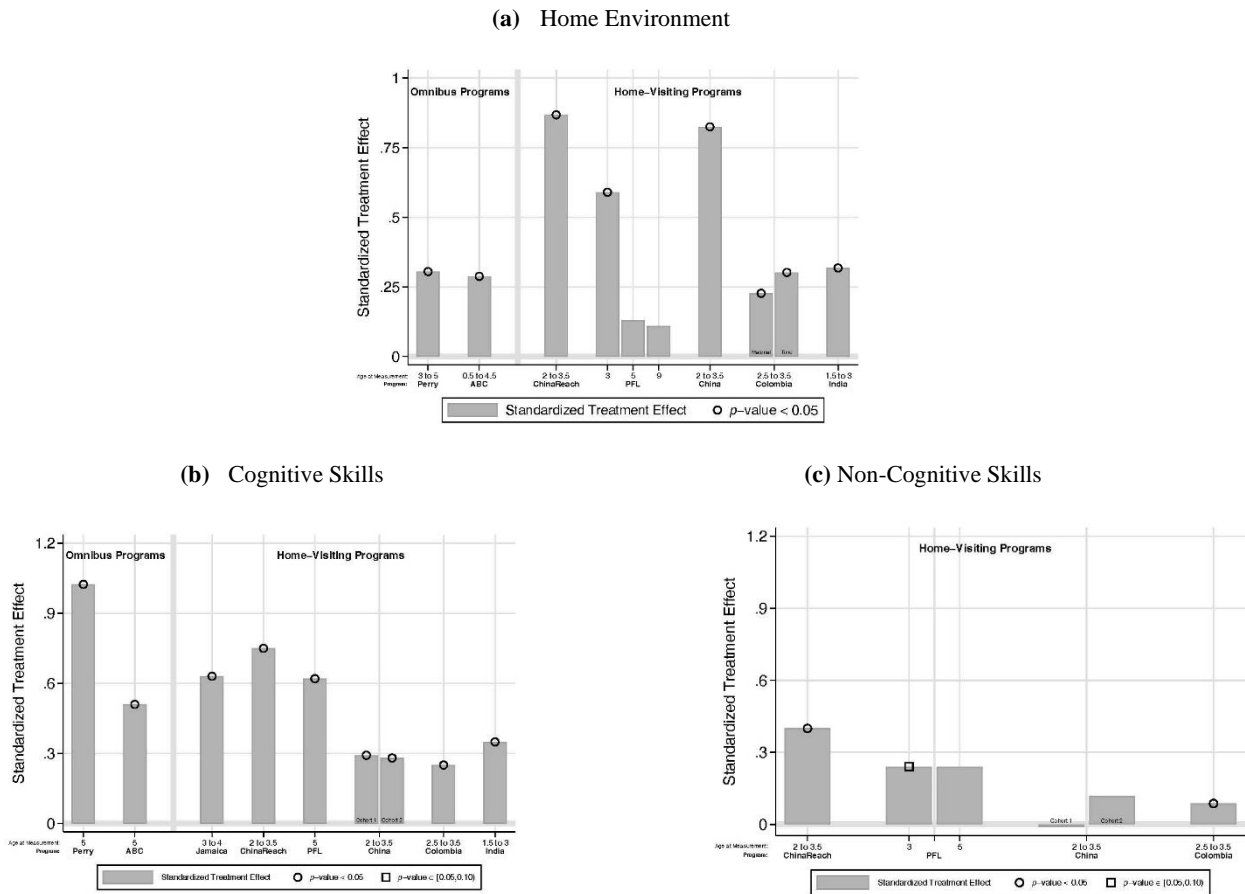 (a) Home Environment
Omnibus Programs Home-Visiting Programs
Standardized Treatment Effect
1
.75
.5
.25
0
Material Time
Age at Measurement: 3 to 5 0.5 to 4.5 2 to 3.5 3 5 9 2 to 3.5 2.5 to 3.5 1.5 to 3
Program: Perry ABC ChinaReach PFL China Colombia India
Standardized Treatment Effect p-value < 0.05
(b) Cognitive Skills
Omnibus Programs Home-Visiting Programs
Standardized Treatment Effect
1.2
.9
.6
.3
0
Cohort 1 Cohort 2
Age at Measurement: 5 5 3 to 4 2 to 3.5 5 2 to 3.5 2.5 to 3.5 1.5 to 3
Program: Perry ABC Jamaica ChinaReach PFL China Colombia India
Standardized Treatment Effect p-value < 0.05 p-value ∈ [0.05,0.10)
(c) Non-Cognitive Skills
Home-Visiting Programs
Standardized Treatment Effect
1.2
.9
.6
.3
0
Cohort 1 Cohort 2
Age at Measurement: 2 to 3.5 3 5 2 to 3.5 2.5 to 3.5
Program: ChinaReach PFL China Colombia
Standardized Treatment Effect p-value < 0.05 p-value ∈ [0.05,0.10)